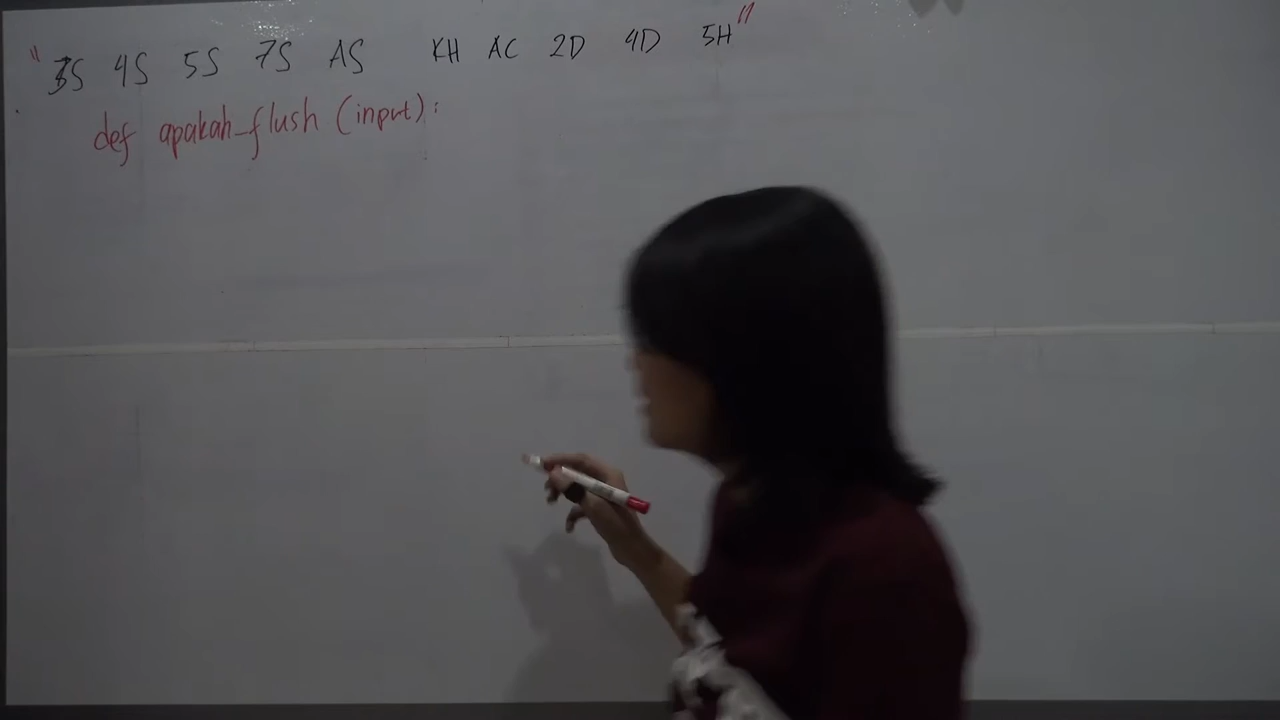 "3S 4S 5S 7S AS KH AC 2D 4D 5H"
def apakah_flush (input):